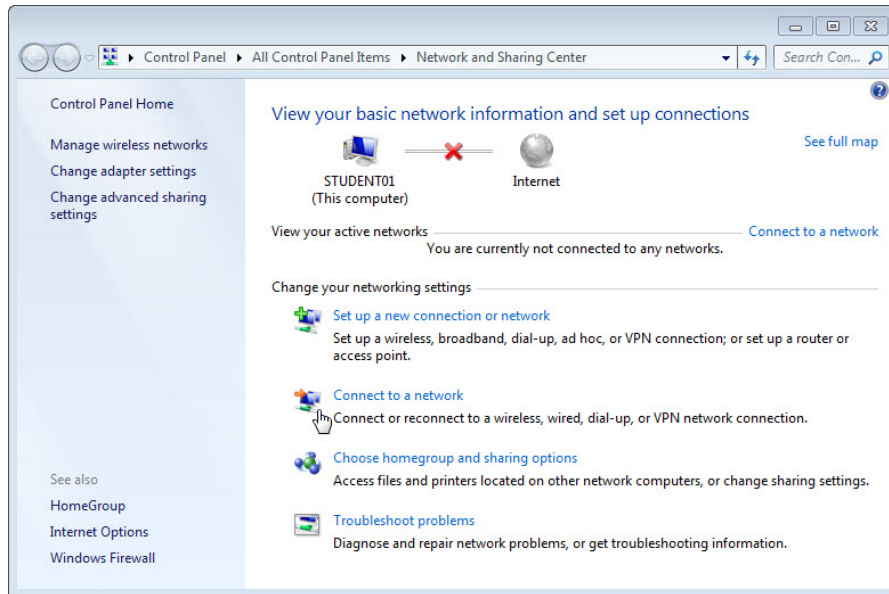 Control Panel All Control Panel Items Network and Sharing Center
Search Con...
Control Panel Home
Manage wireless networks
Change adapter settings
Change advanced sharing
settings
See also
HomeGroup
Internet Options
Windows Firewall
View your basic network information and set up connections
See full map
STUDENT01
(This computer)
Internet
View your active networks
Connect to a network
You are currently not connected to any networks.
Change your networking settings
Set up a new connection or network
Set up a wireless, broadband, dial-up, ad hoc, or VPN connection; or set up a router or
access point.
Connect to a network
Connect or reconnect to a wireless, wired, dial-up, or VPN network connection.
Choose homegroup and sharing options
Access files and printers located on other network computers, or change sharing settings.
Troubleshoot problems
Diagnose and repair network problems, or get troubleshooting information.